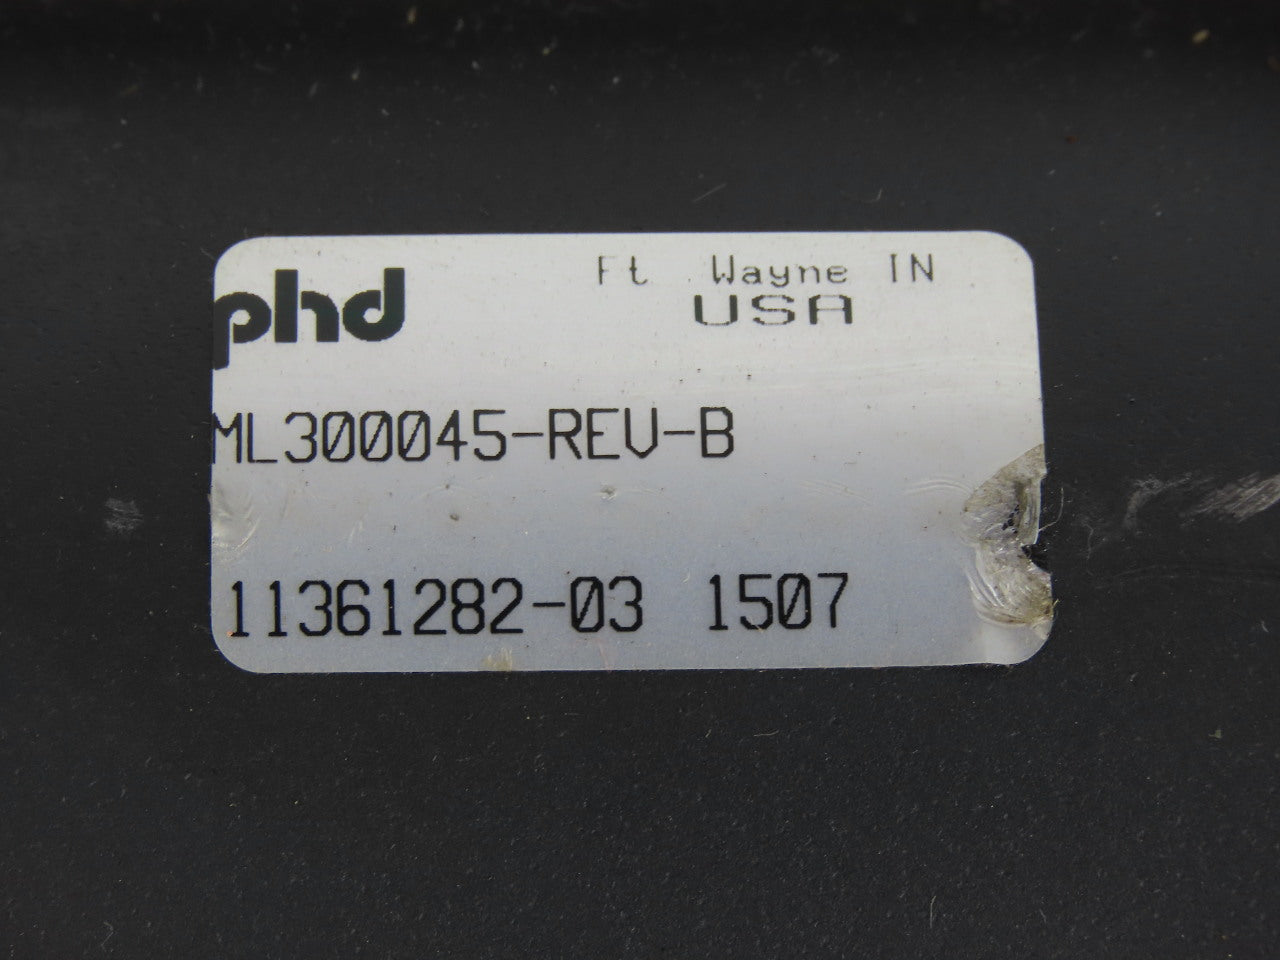 phd
Ft. Wayne IN
USA
ML300045-REV-B
11361282-03 1507